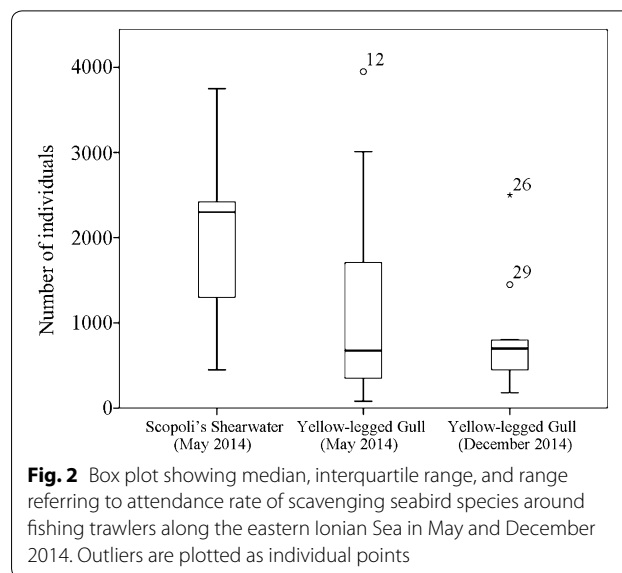 4000
3000
2000
1000
0
Number of individuals
12
26
29
Scopoli's Shearwater Yellow-legged Gull Yellow-legged Gull
(May 2014) (May 2014) (December 2014)
Fig. 2 Box plot showing median, interquartile range, and range
referring to attendance rate of scavenging seabird species around
fishing trawlers along the eastern Ionian Sea in May and December
2014. Outliers are plotted as individual points